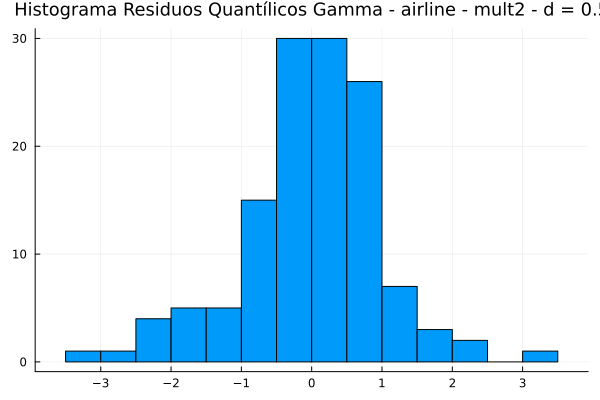 Histograma Residuos Quantílicos Gamma - airline - mult2 - d = 0.5
30
20
10
0
−3 −2 −1 0 1 2 3